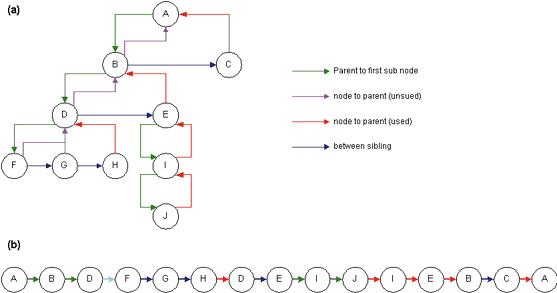 (a)
A
B
C
Parent to first sub node
node to parent (unsued)
D
E
node to parent (used)
between sibling
F
G
H
I
J
(b)
A B D F G H D E I J I E B C A